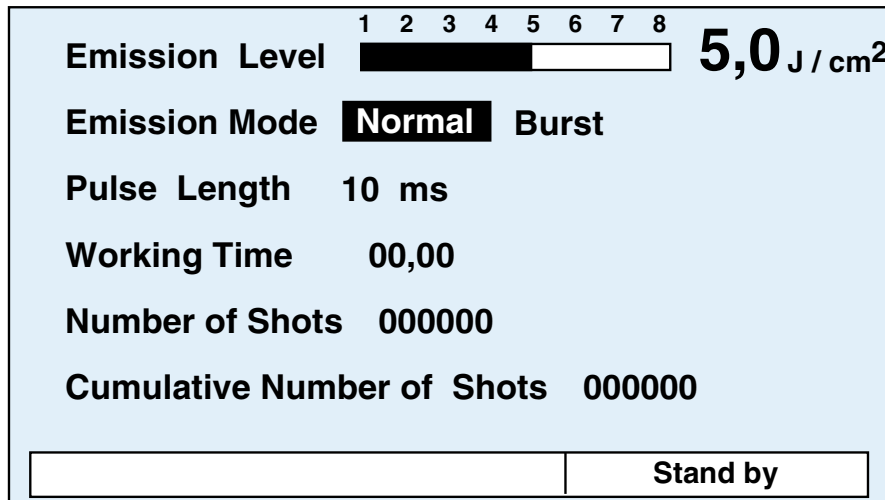 1 2 3 4 5 6 7 8
Emission Level 5,0 J / cm2
Emission Mode Normal Burst
Pulse Length 10 ms
Working Time 00,00
Number of Shots 000000
Cumulative Number of Shots 000000
Stand by